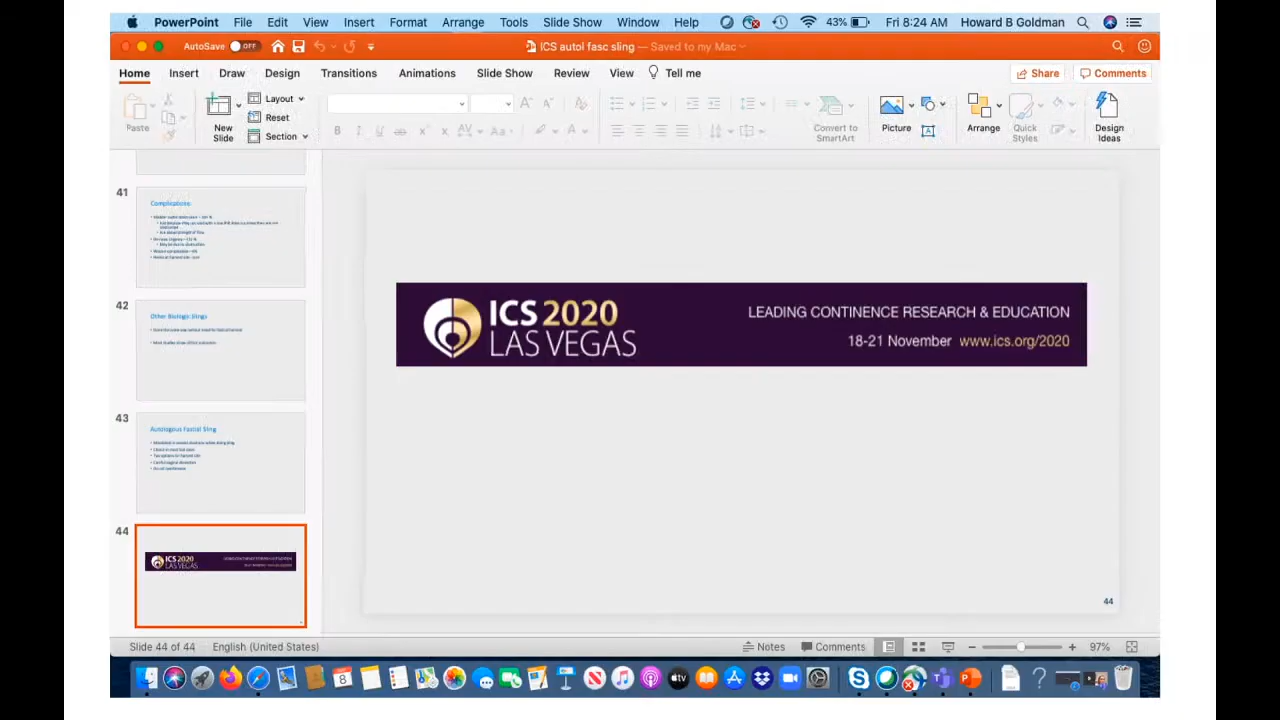 PowerPoint File Edit View Insert Format Arrange Tools Slide Show Window Help 43% Fri 8:24 AM Howard B Goldman
AutoSave OFF ICS autol fasc sling — Saved to my Mac
Home Insert Draw Design Transitions Animations Slide Show Review View Tell me Share Comments
Paste New Slide Layout Reset Section Convert to SmartArt Picture Arrange Quick Styles Design Ideas
41
Complications
42
Other Biologic Slings
43
Autologous Fascial Sling
44
ICS 2020
LAS VEGAS
ICS 2020
LAS VEGAS
LEADING CONTINENCE RESEARCH & EDUCATION
18-21 November www.ics.org/2020
44
Slide 44 of 44 English (United States) Notes Comments 97%